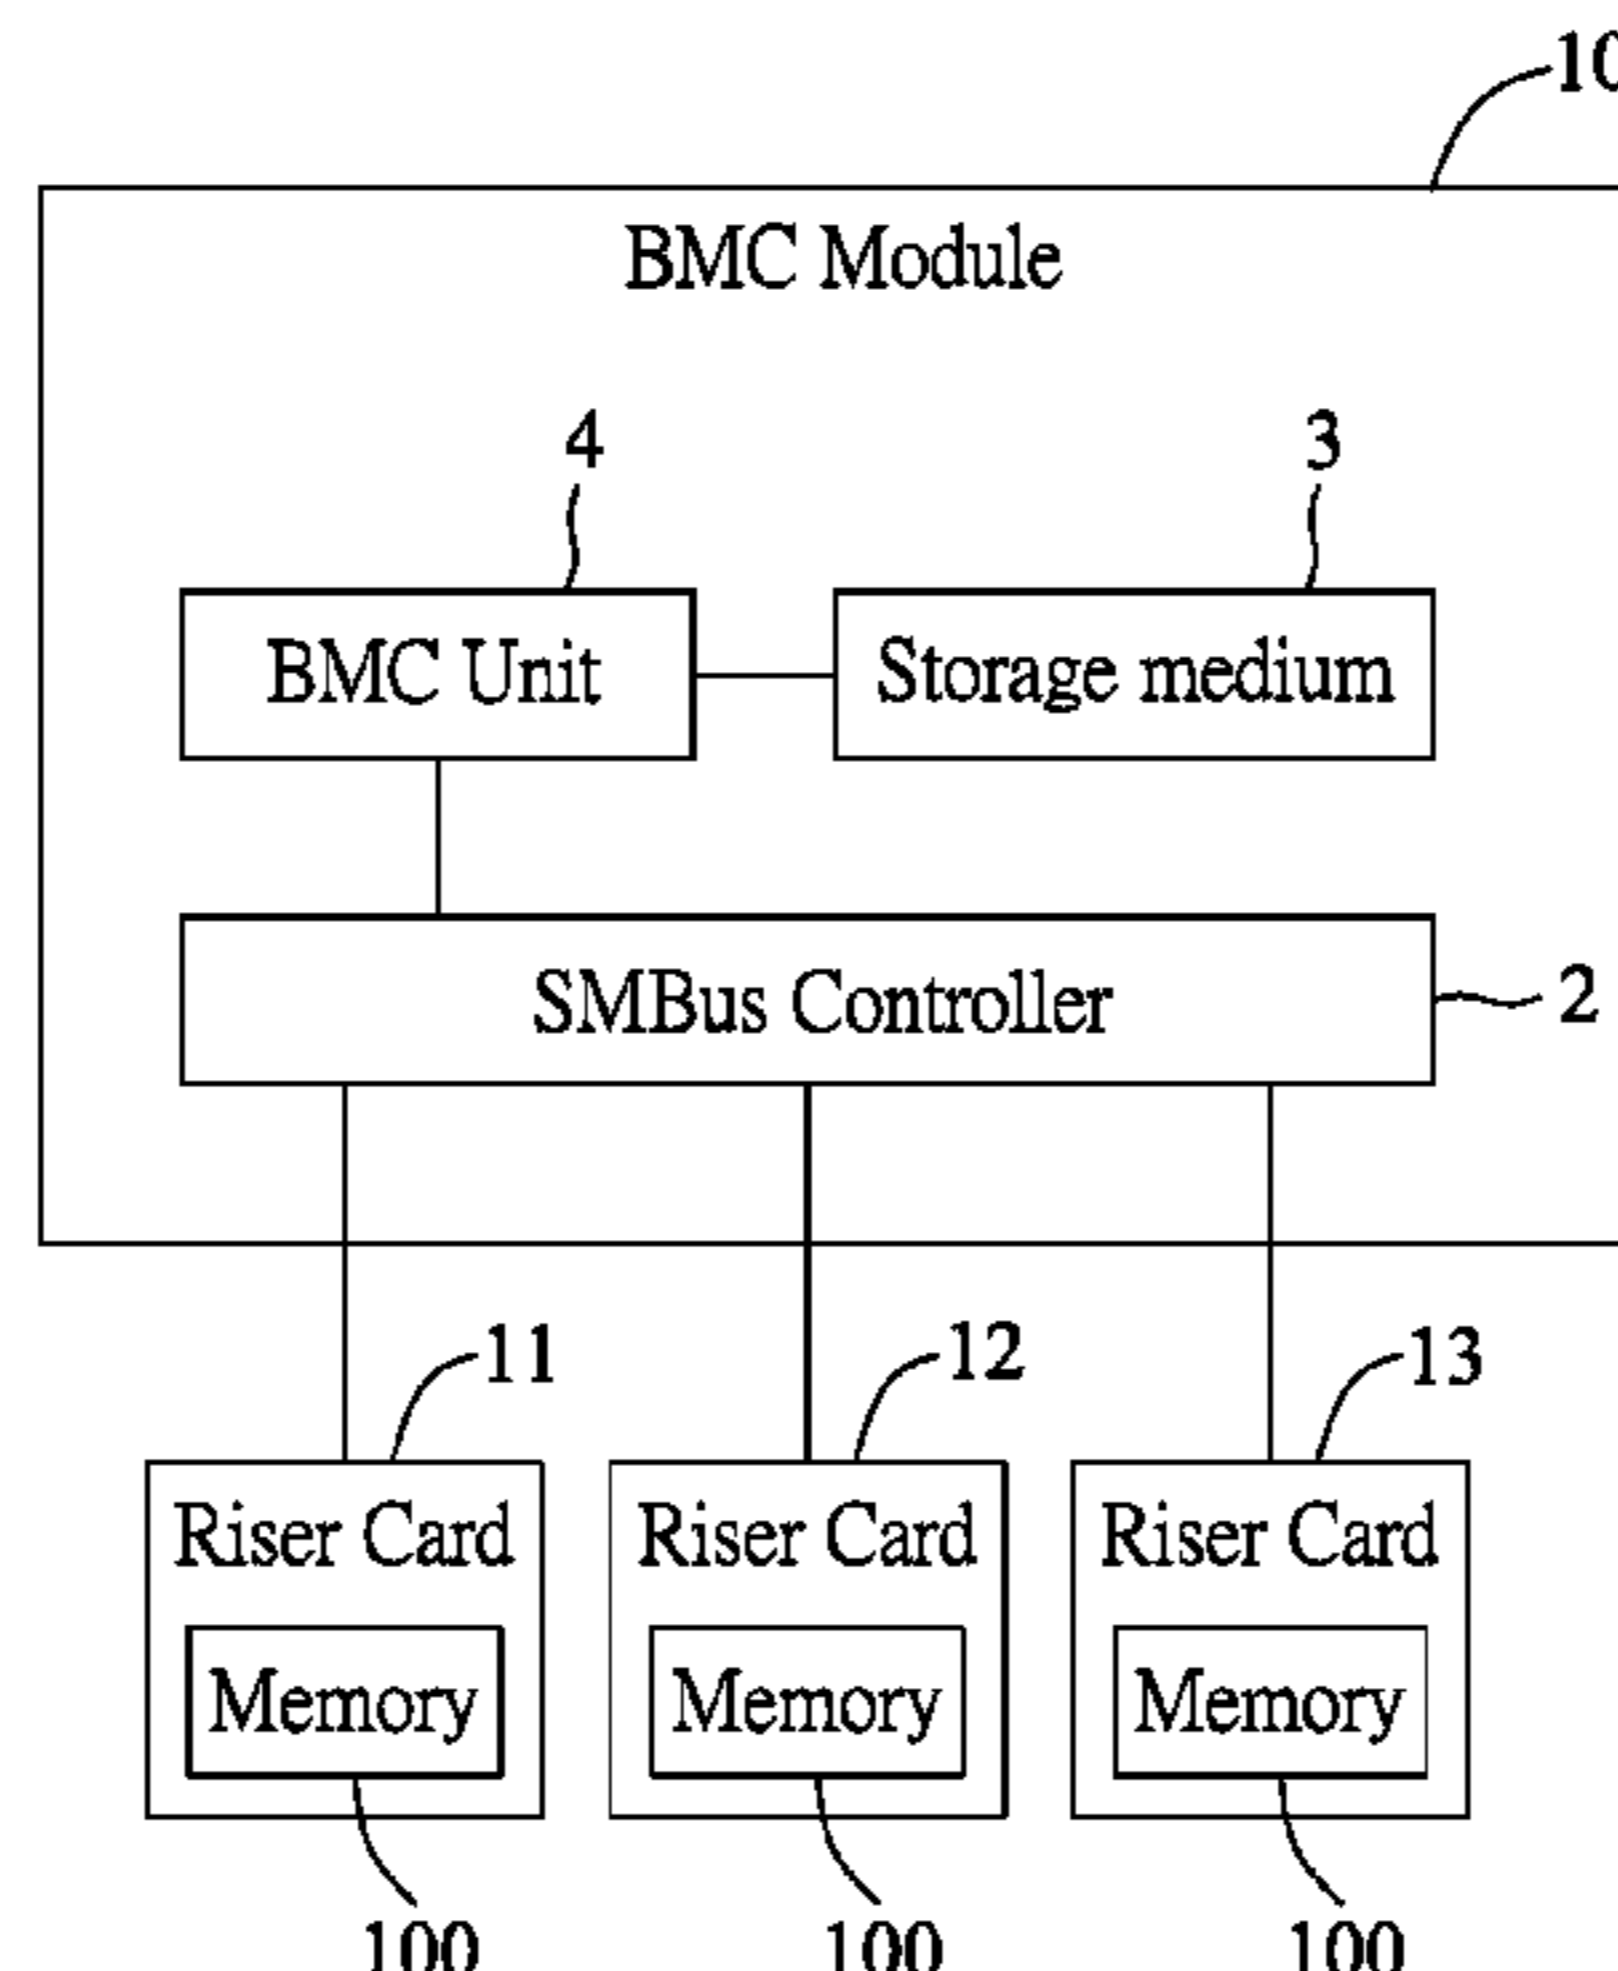 10
BMC Module
4 3
BMC Unit Storage medium
SMBus Controller 2
11 12 13
Riser Card Riser Card Riser Card
Memory Memory Memory
100 100 100